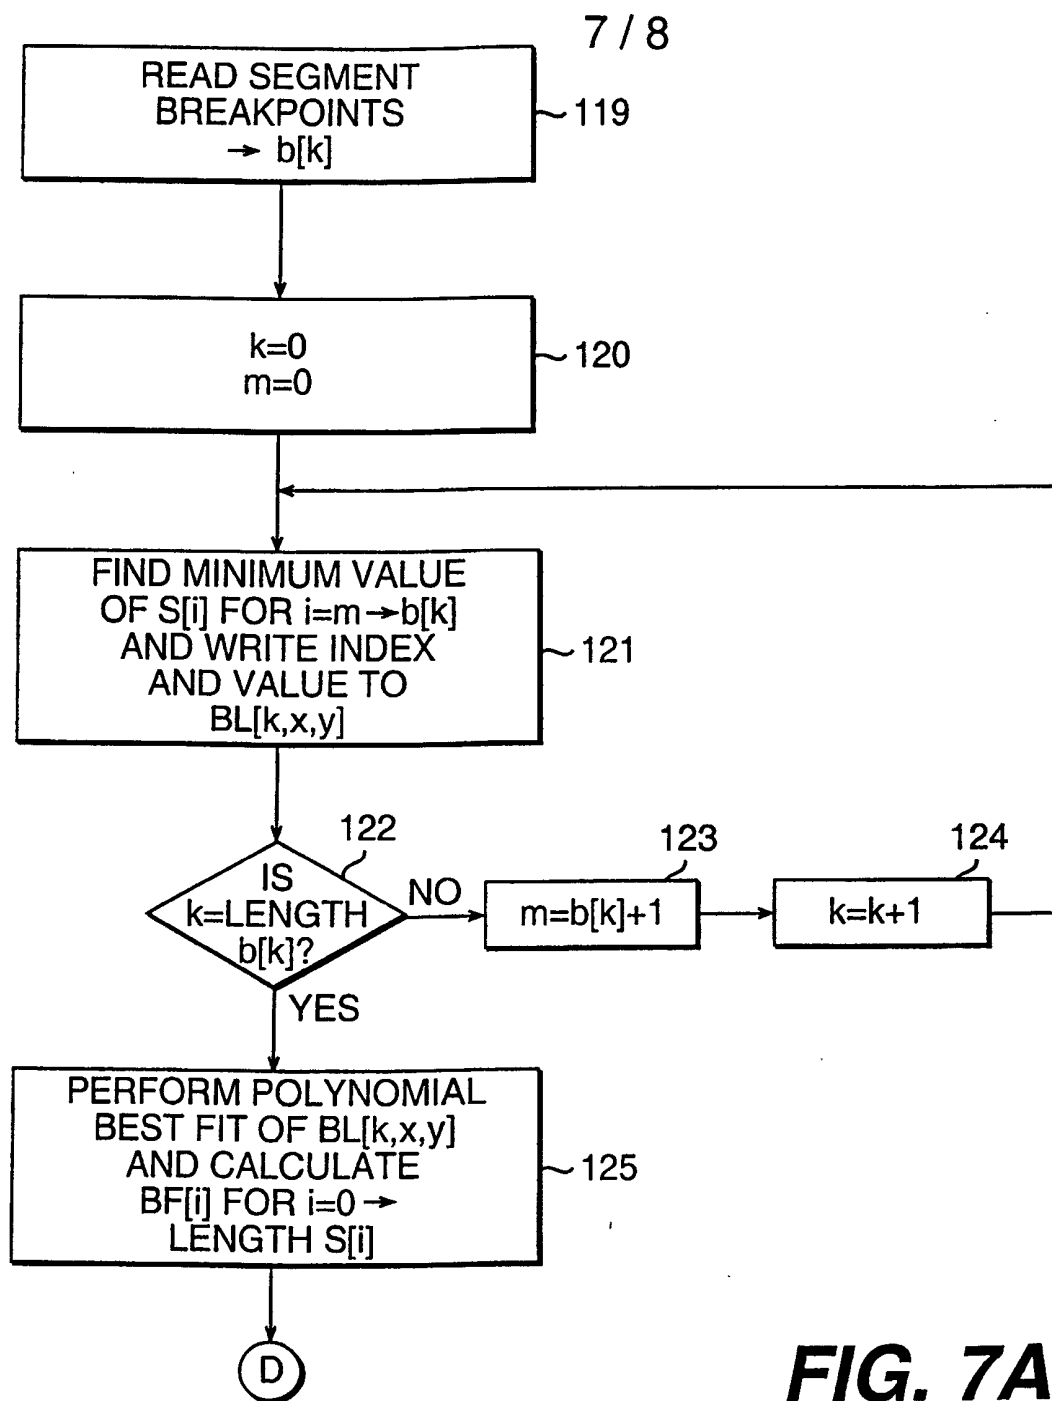 7 / 8
READ SEGMENT
BREAKPOINTS
→ b[k]
119
k=0
m=0
120
FIND MINIMUM VALUE
OF S[i] FOR i=m→b[k]
AND WRITE INDEX
AND VALUE TO
BL[k,x,y]
121
122
IS
k=LENGTH
b[k]?
NO
123
m=b[k]+1
124
k=k+1
YES
PERFORM POLYNOMIAL
BEST FIT OF BL[k,x,y]
AND CALCULATE
BF[i] FOR i=0→
LENGTH S[i]
125
D
FIG. 7A